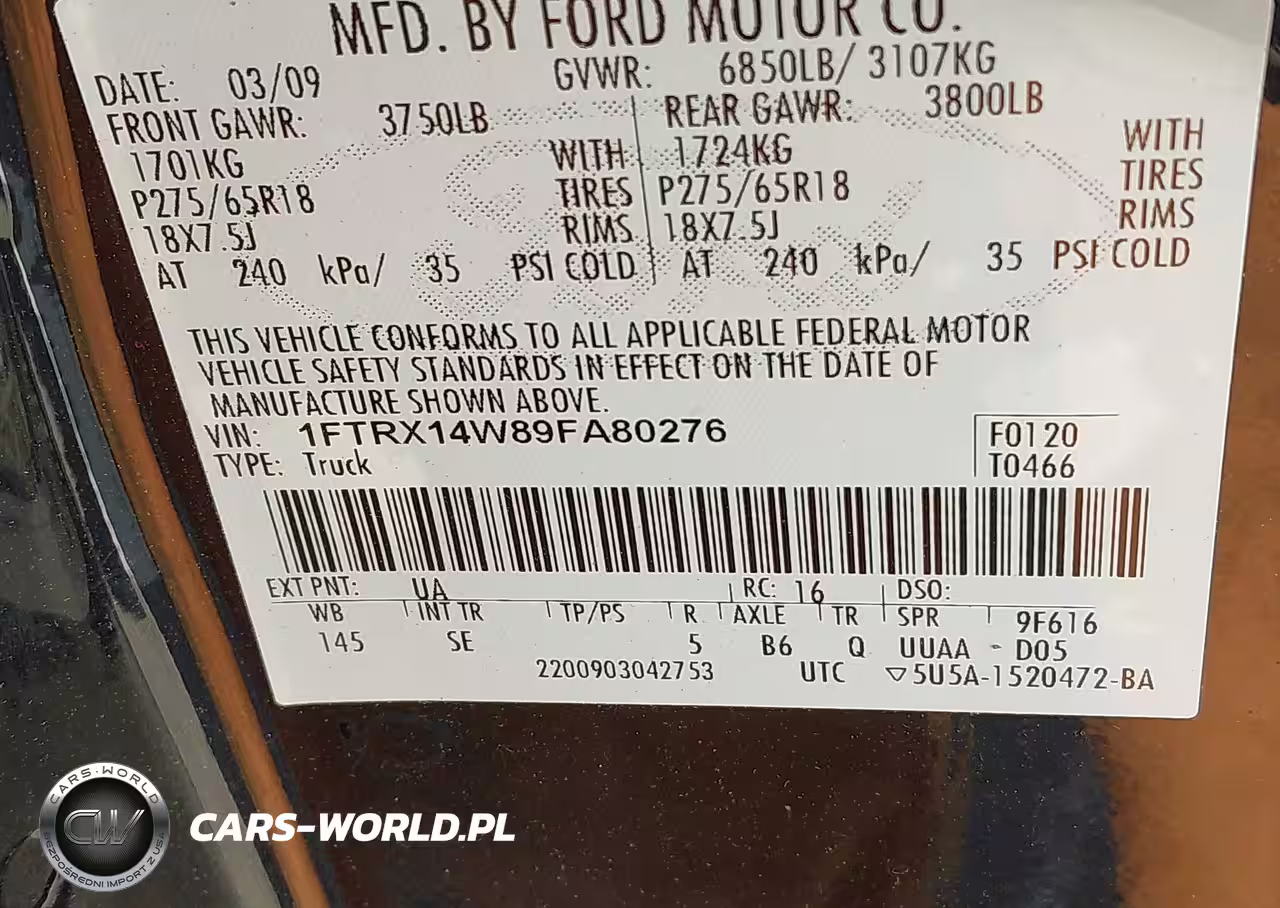 MFD. BY FORD MOTOR CO.
DATE: 03/09 GVWR: 6850LB/ 3107KG
FRONT GAWR: 3750LB REAR GAWR: 3800LB
1701KG WITH 1724KG WITH
P275/65R18 TIRES P275/65R18 TIRES
18X7.5J RIMS 18X7.5J RIMS
AT 240 kPa/ 35 PSI COLD AT 240 kPa/ 35 PSI COLD
THIS VEHICLE CONFORMS TO ALL APPLICABLE FEDERAL MOTOR
VEHICLE SAFETY STANDARDS IN EFFECT ON THE DATE OF
MANUFACTURE SHOWN ABOVE.
VIN: 1FTRX14W89FA80276 F0120
TYPE: Truck T0466
EXT PNT: UA RC: 16 DSO:
WB INT TR TP/PS R AXLE TR SPR 9F616
145 SE 5 B6 Q UUAA - D05
2200903042753 UTC ▽5U5A-1520472-BA
CARS-WORLD
CW
BEZPOŚREDNI IMPORT Z USA
CARS-WORLD.PL